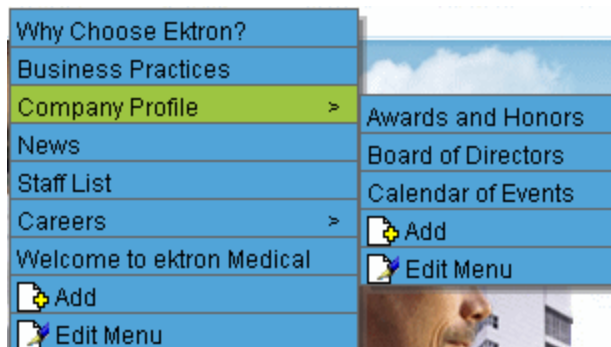 Why Choose Ektron?
Business Practices
Company Profile >
News
Staff List
Careers >
Welcome to ektron Medical
Add
Edit Menu
Awards and Honors
Board of Directors
Calendar of Events
Add
Edit Menu